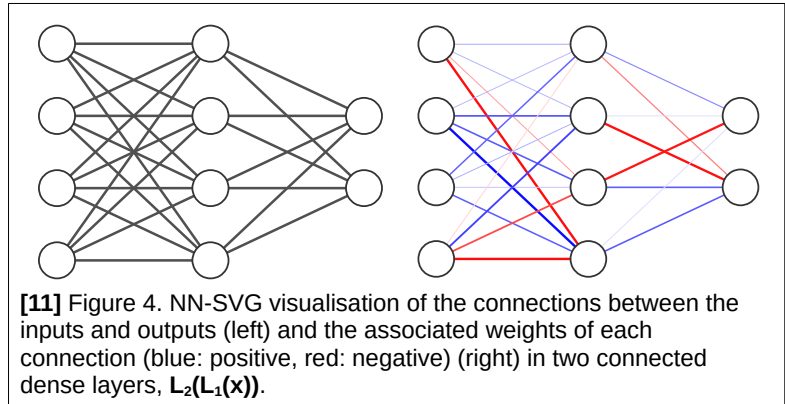 [11] Figure 4. NN-SVG visualisation of the connections between the
inputs and outputs (left) and the associated weights of each
connection (blue: positive, red: negative) (right) in two connected
dense layers, L₂(L₁(x)).